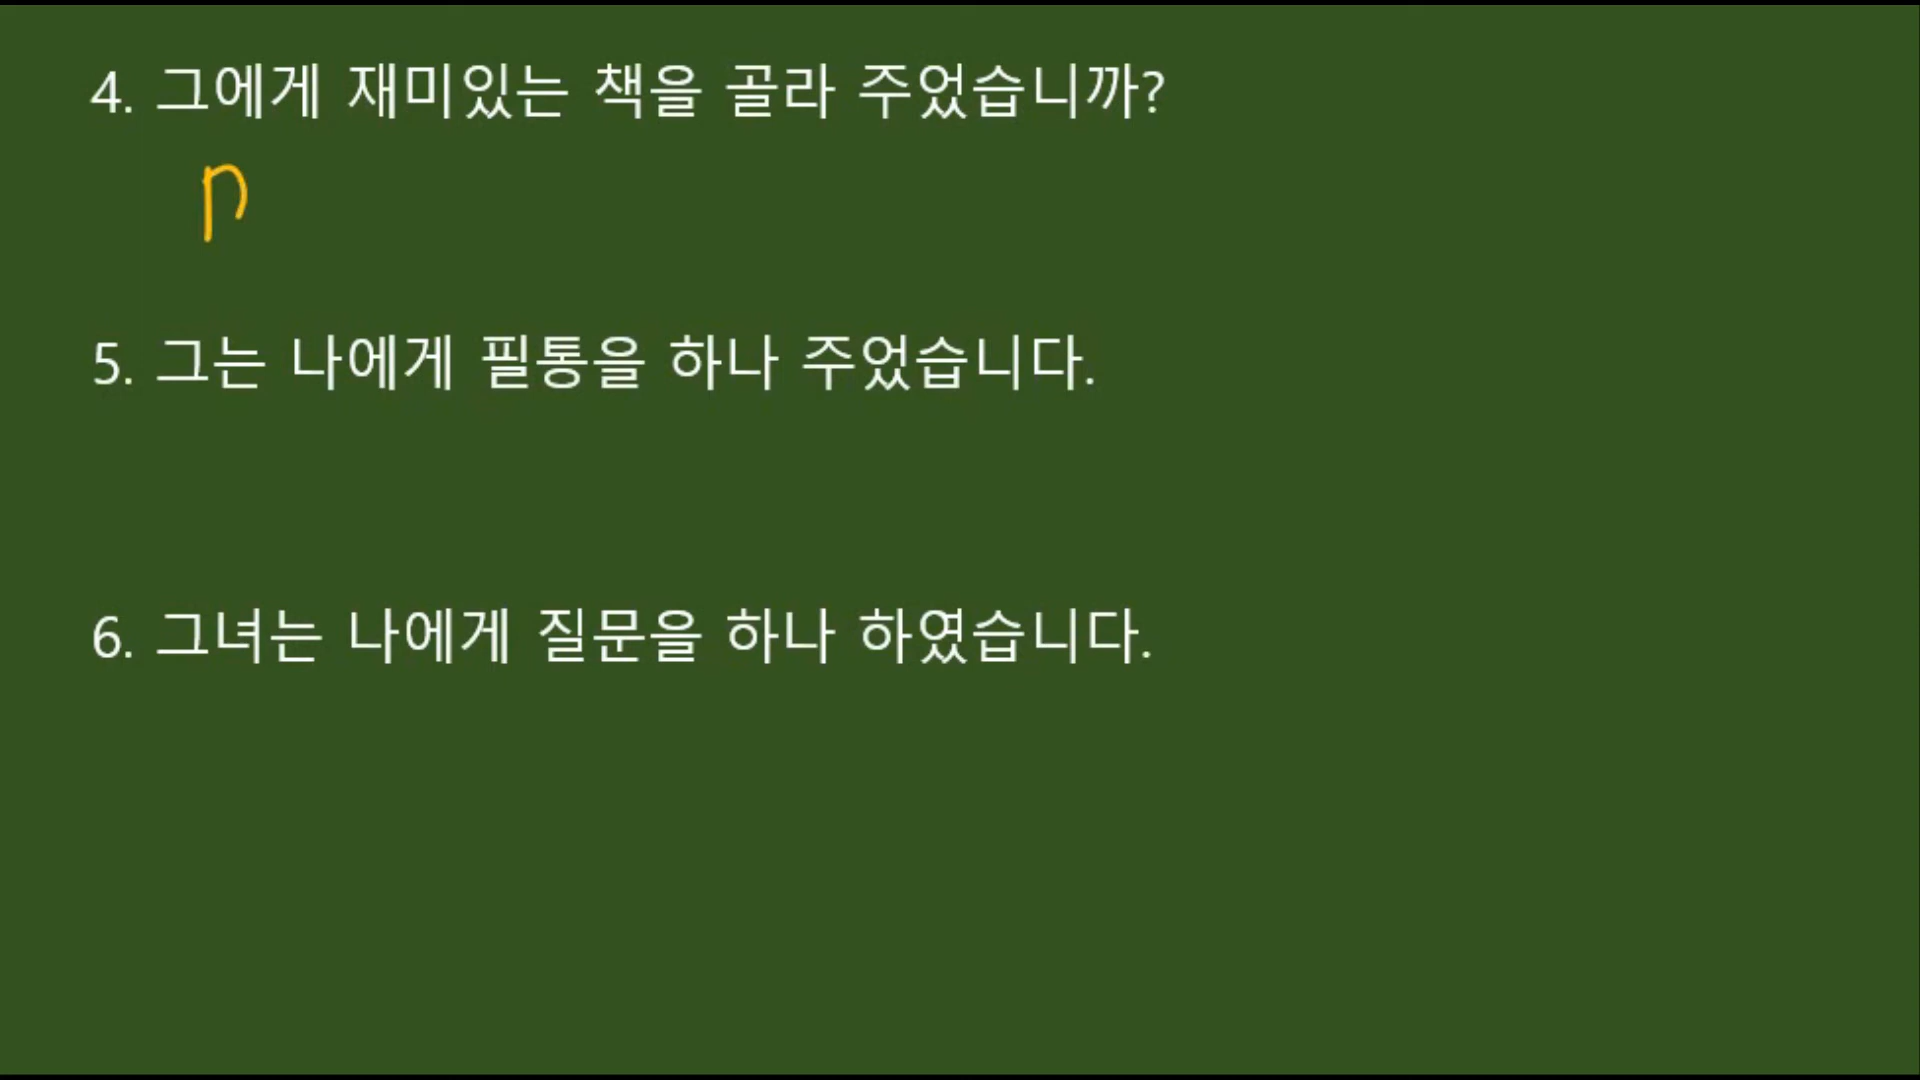 4. 그에게 재미있는 책을 골라 주었습니까?
5. 그는 나에게 필통을 하나 주었습니다.
6. 그녀는 나에게 질문을 하나 하였습니다.